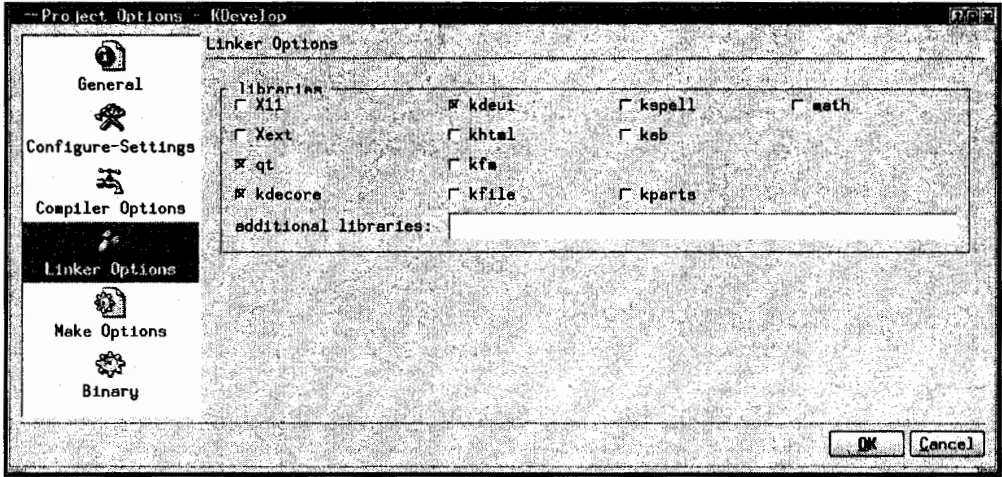 Project Options - KDevelop
Linker Options
General
Configure-Settings
Compiler Options
Linker Options
Make Options
Binary
libraries
X11 kdeui kspell math
Xext khtml kab
qt kfm
kdecore kfile kparts
additional libraries:
OK Cancel